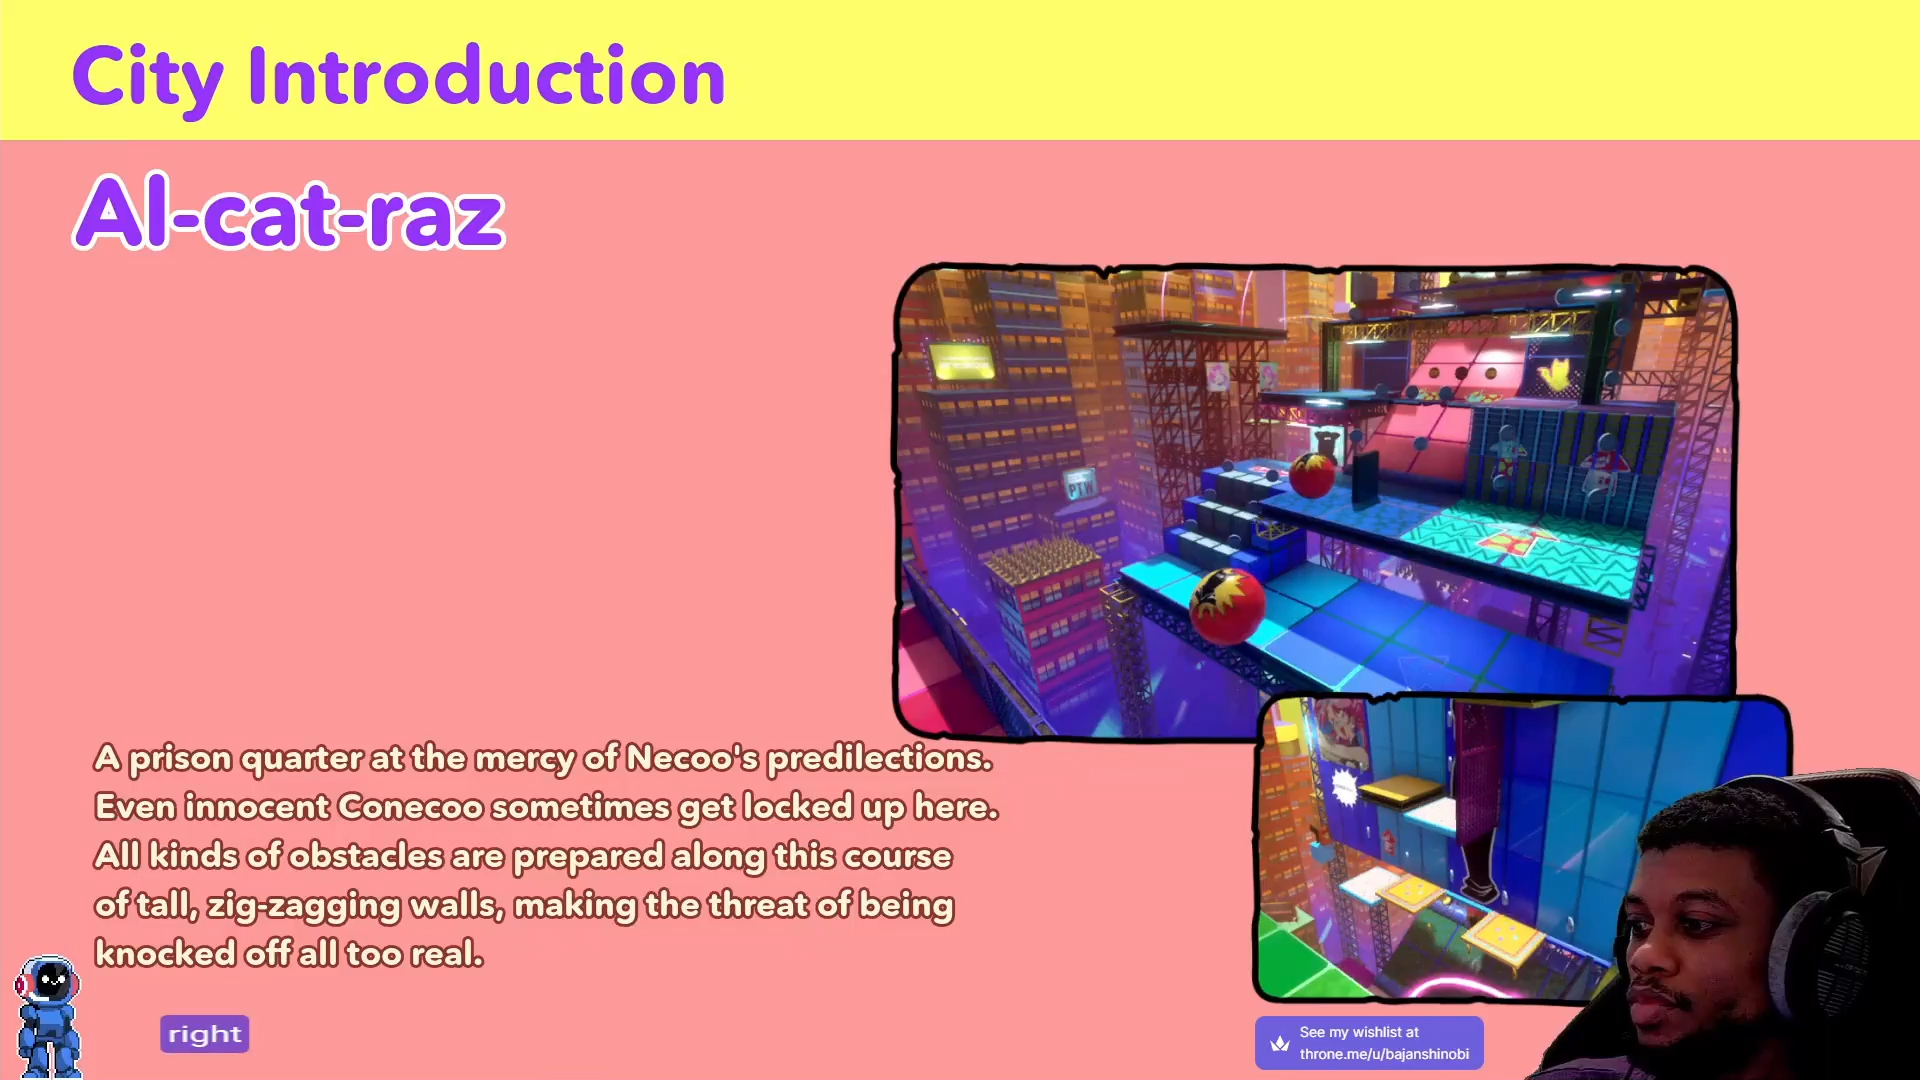 City Introduction
Al-cat-raz
PTW
A prison quarter at the mercy of Necoo's predilections.
Even innocent Conecoo sometimes get locked up here.
All kinds of obstacles are prepared along this course
of tall, zig-zagging walls, making the threat of being
knocked off all too real.
right
See my wishlist at
throne.me/u/bajanshinobi